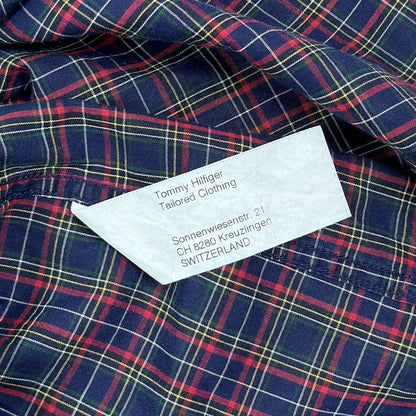 Tommy Hilfiger
Tailored Clothing
Sonnenwiesenstr. 21
CH 8280 Kreuzlingen
SWITZERLAND